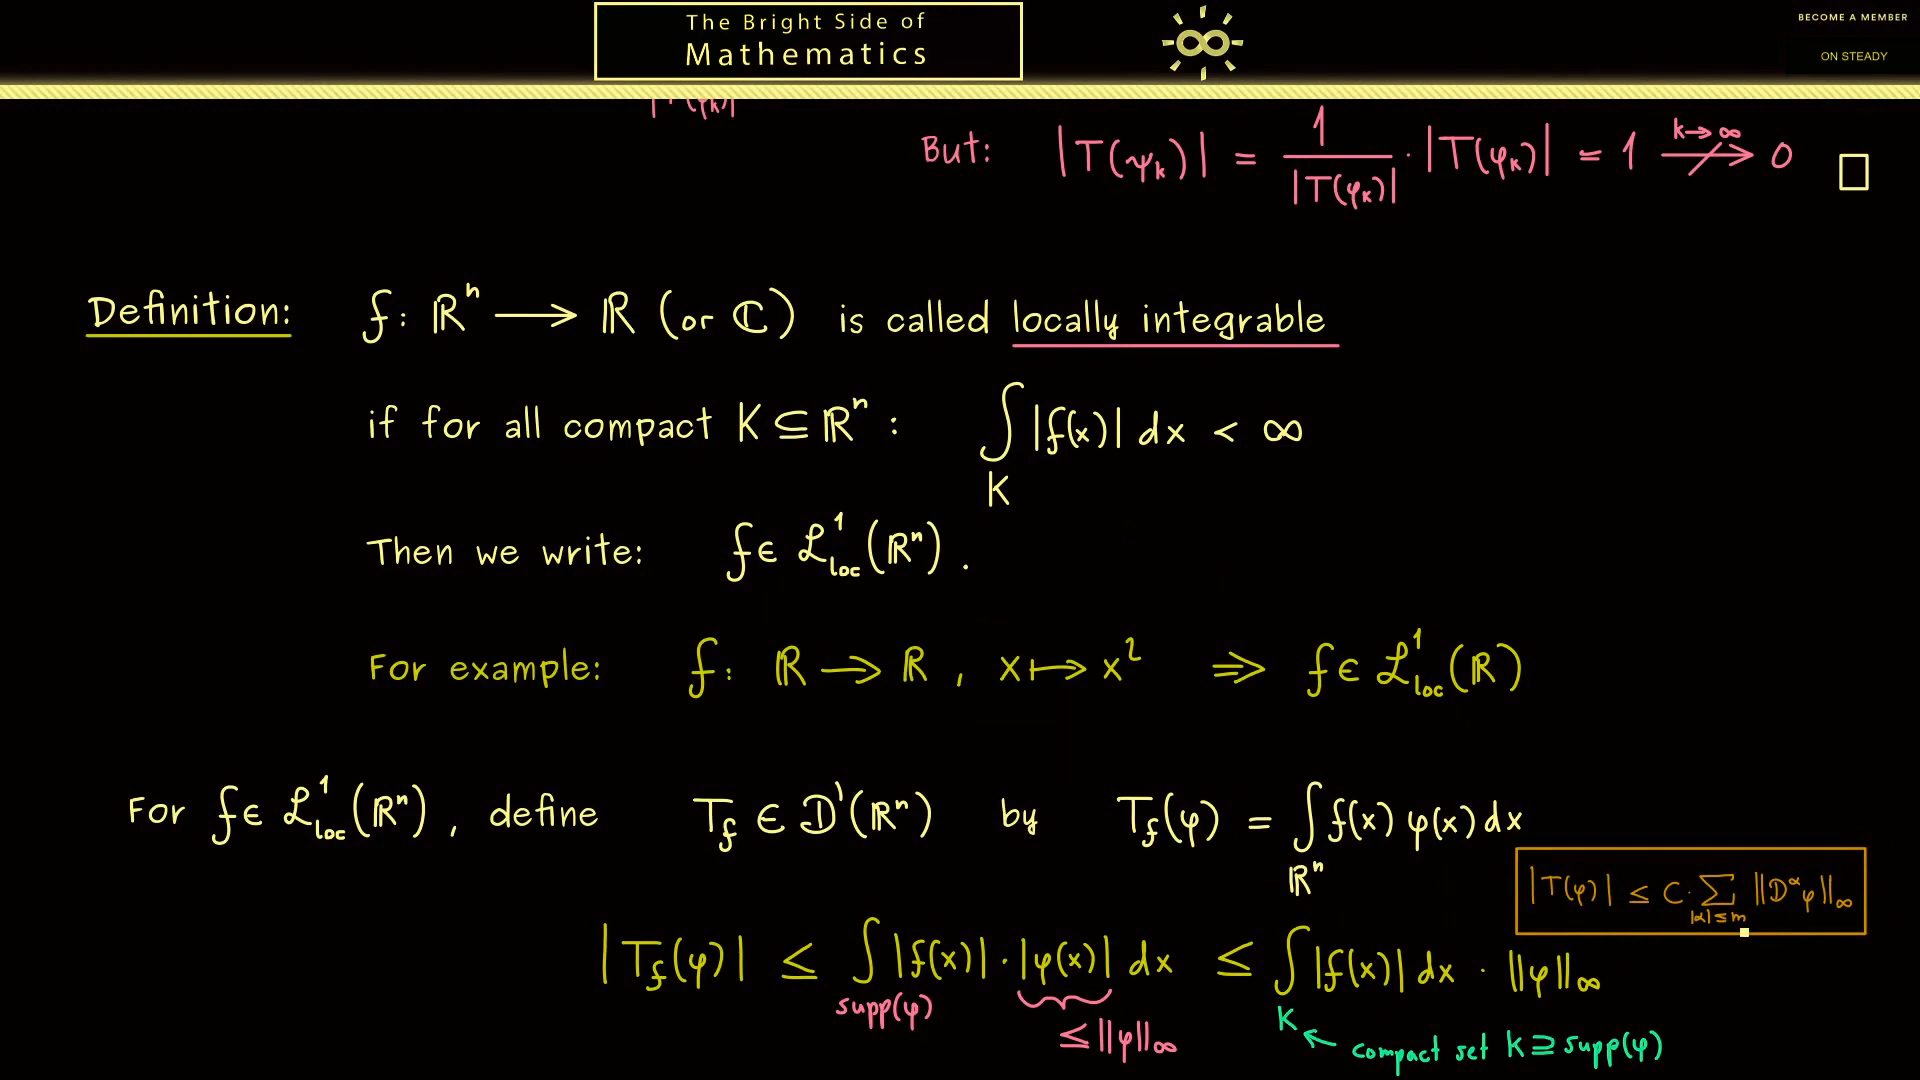 The Bright Side of
Mathematics
BECOME A MEMBER
ON STEADY
But: |T(ψₖ)| = 1/|T(φₖ)| · |T(φₖ)| = 1 k→∞ ↛ 0 □
Definition: f: ℝⁿ ⟶ ℝ (or ℂ) is called locally integrable
if for all compact K ⊆ ℝⁿ : ∫_K |f(x)| dx < ∞
Then we write: f ∈ ℒ¹_loc(ℝⁿ) .
For example: f: ℝ ⟶ ℝ , x ⟼ x² ⇒ f ∈ ℒ¹_loc(ℝ)
For f ∈ ℒ¹_loc(ℝⁿ) , define T_f ∈ 𝒟'(ℝⁿ) by T_f(φ) = ∫_ℝⁿ f(x) φ(x) dx
|T(φ)| ≤ C · ∑_{|α|≤m} ‖D^α φ‖_∞
|T_f(φ)| ≤ ∫_supp(φ) |f(x)| · |φ(x)| dx ≤ ∫_K |f(x)| dx · ‖φ‖_∞
≤ ‖φ‖_∞
compact set K ⊇ supp(φ)